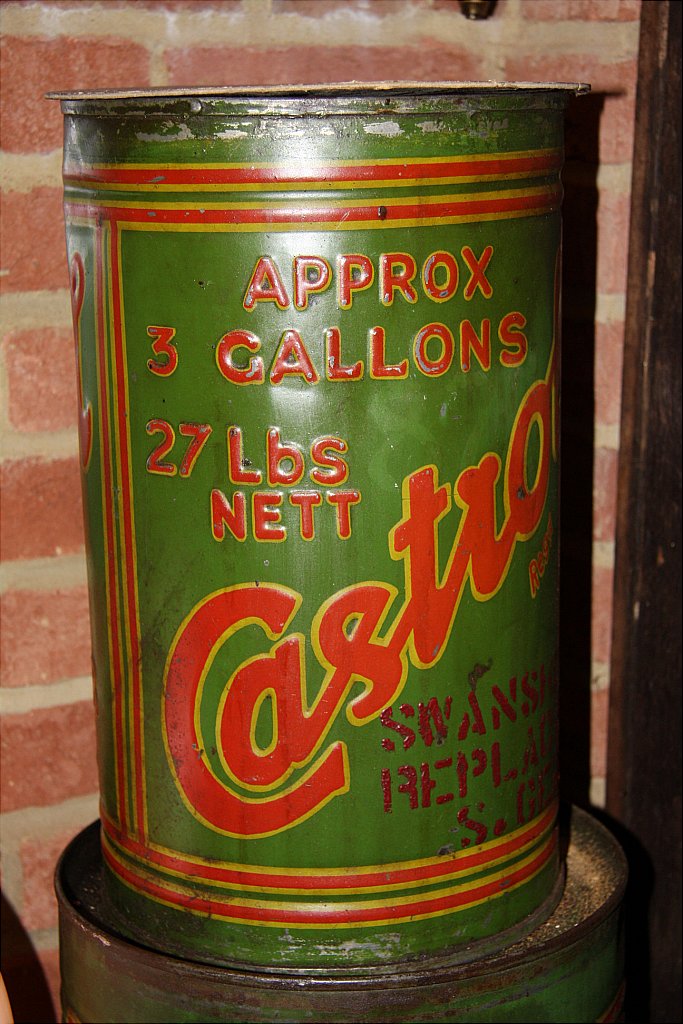 APPROX
3 GALLONS
27 LbS
NETT
Castrol
SWANS
REPLA
S.